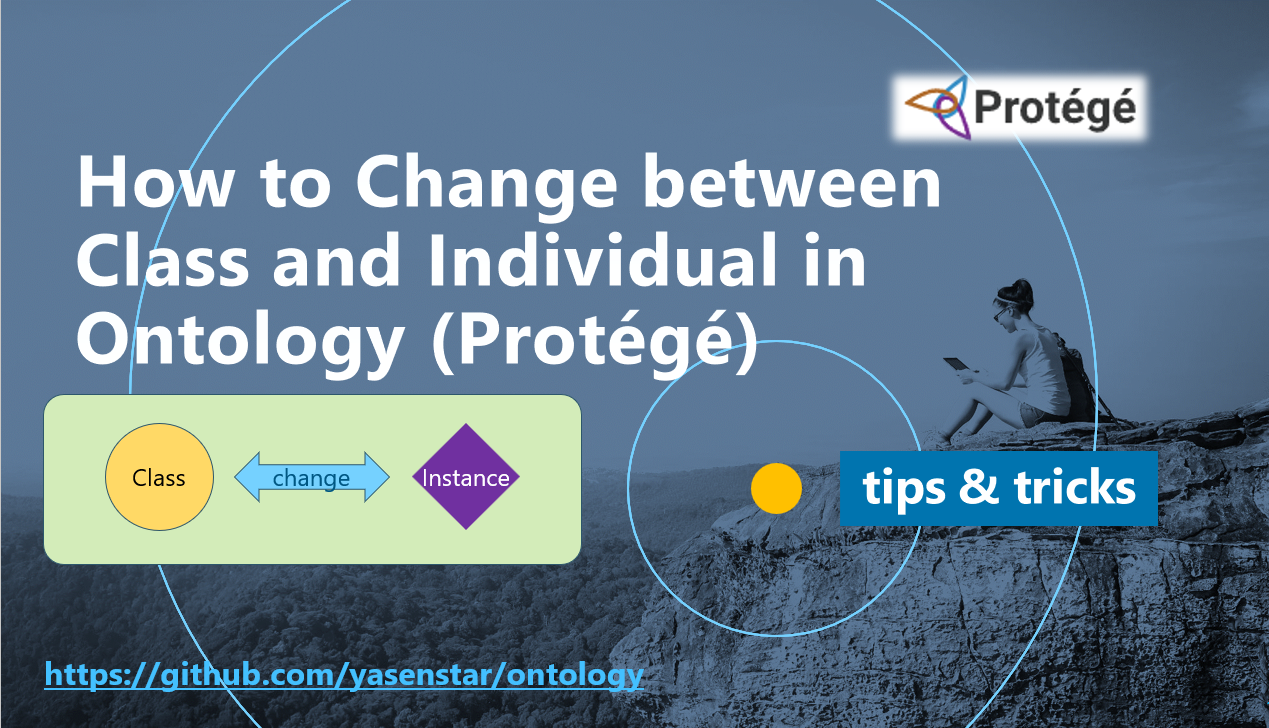 Protégé
How to Change between
Class and Individual in
Ontology (Protégé)
Class
change
Instance
tips & tricks
https://github.com/yasenstar/ontology